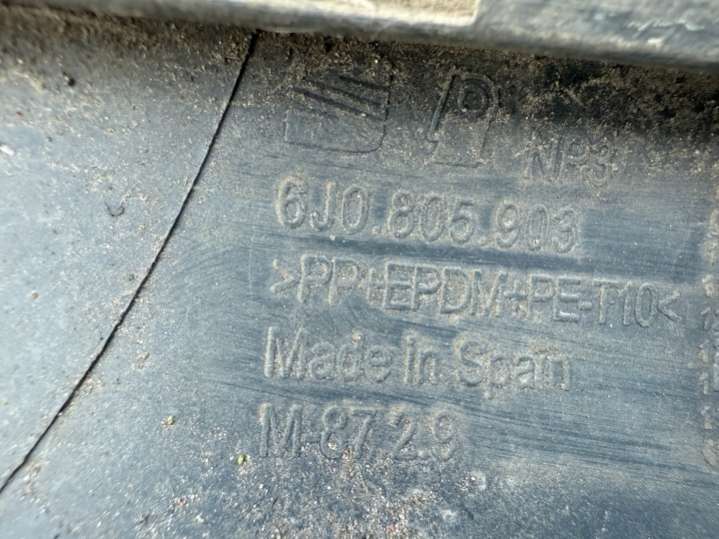 NP3
6J0.805.903
>PP+EPDM+PE-T10<
Made in Spain
M-87.2.9